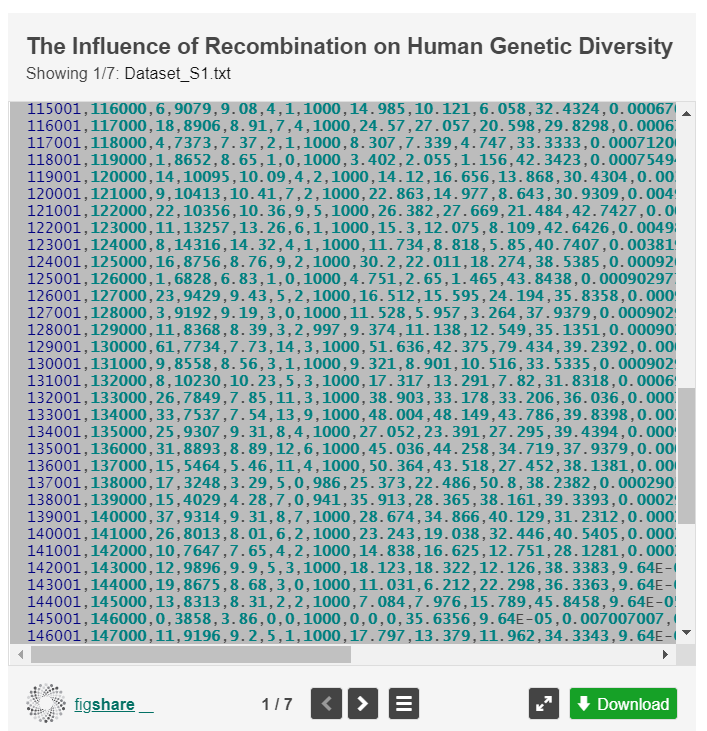 The Influence of Recombination on Human Genetic Diversity
Showing 1/7: Dataset_S1.txt
115001,116000,6,9079,9.08,4,1,1000,14.985,10.121,6.058,32.4324,0.00067
116001,117000,18,8906,8.91,7,4,1000,24.57,27.057,20.598,29.8298,0.0006
117001,118000,4,7373,7.37,2,1,1000,8.307,7.339,4.747,33.3333,0.0007120
118001,119000,1,8652,8.65,1,0,1000,3.402,2.055,1.156,42.3423,0.0007549
119001,120000,14,10095,10.09,4,2,1000,14.12,16.656,13.868,30.4304,0.00
120001,121000,9,10413,10.41,7,2,1000,22.863,14.977,8.643,30.9309,0.004
121001,122000,22,10356,10.36,9,5,1000,26.382,27.669,21.484,42.7427,0.0
122001,123000,11,13257,13.26,6,1,1000,15.3,12.075,8.109,42.6426,0.0049
123001,124000,8,14316,14.32,4,1,1000,11.734,8.818,5.85,40.7407,0.00381
124001,125000,16,8756,8.76,9,2,1000,30.2,22.011,18.274,38.5385,0.00092
125001,126000,1,6828,6.83,1,0,1000,4.751,2.65,1.465,43.8438,0.00090297
126001,127000,23,9429,9.43,5,2,1000,16.512,15.595,24.194,35.8358,0.000
127001,128000,3,9192,9.19,3,0,1000,11.528,5.957,3.264,37.9379,0.000902
128001,129000,11,8368,8.39,3,2,997,9.374,11.138,12.549,35.1351,0.00090
129001,130000,61,7734,7.73,14,3,1000,51.636,42.375,79.434,39.2392,0.00
130001,131000,9,8558,8.56,3,1,1000,9.321,8.901,10.516,33.5335,0.000902
131001,132000,8,10230,10.23,5,3,1000,17.317,13.291,7.82,31.8318,0.0006
132001,133000,26,7849,7.85,11,3,1000,38.903,33.178,33.206,36.036,0.000
133001,134000,33,7537,7.54,13,9,1000,48.004,48.149,43.786,39.8398,0.00
134001,135000,25,9307,9.31,8,4,1000,27.052,23.391,27.295,39.4394,0.000
135001,136000,31,8893,8.89,12,6,1000,45.036,44.258,34.719,37.9379,0.00
136001,137000,15,5464,5.46,11,4,1000,50.364,43.518,27.452,38.1381,0.00
137001,138000,17,3248,3.29,5,0,986,25.373,22.486,50.8,38.2382,0.000290
138001,139000,15,4029,4.28,7,0,941,35.913,28.365,38.161,39.3393,0.0002
139001,140000,37,9314,9.31,8,7,1000,28.674,34.866,40.129,31.2312,0.000
140001,141000,26,8013,8.01,6,2,1000,23.243,19.038,32.446,40.5405,0.000
141001,142000,10,7647,7.65,4,2,1000,14.838,16.625,12.751,28.1281,0.000
142001,143000,12,9896,9.9,5,3,1000,18.123,18.322,12.126,38.3383,9.64E-
143001,144000,19,8675,8.68,3,0,1000,11.031,6.212,22.298,36.3363,9.64E-
144001,145000,13,8313,8.31,2,2,1000,7.084,7.976,15.789,45.8458,9.64E-0
145001,146000,0,3858,3.86,0,0,1000,0,0,0,35.6356,9.64E-05,0.007007007,
146001,147000,11,9196,9.2,5,1,1000,17.797,13.379,11.962,34.3343,9.64E-
figshare
1 / 7
Download